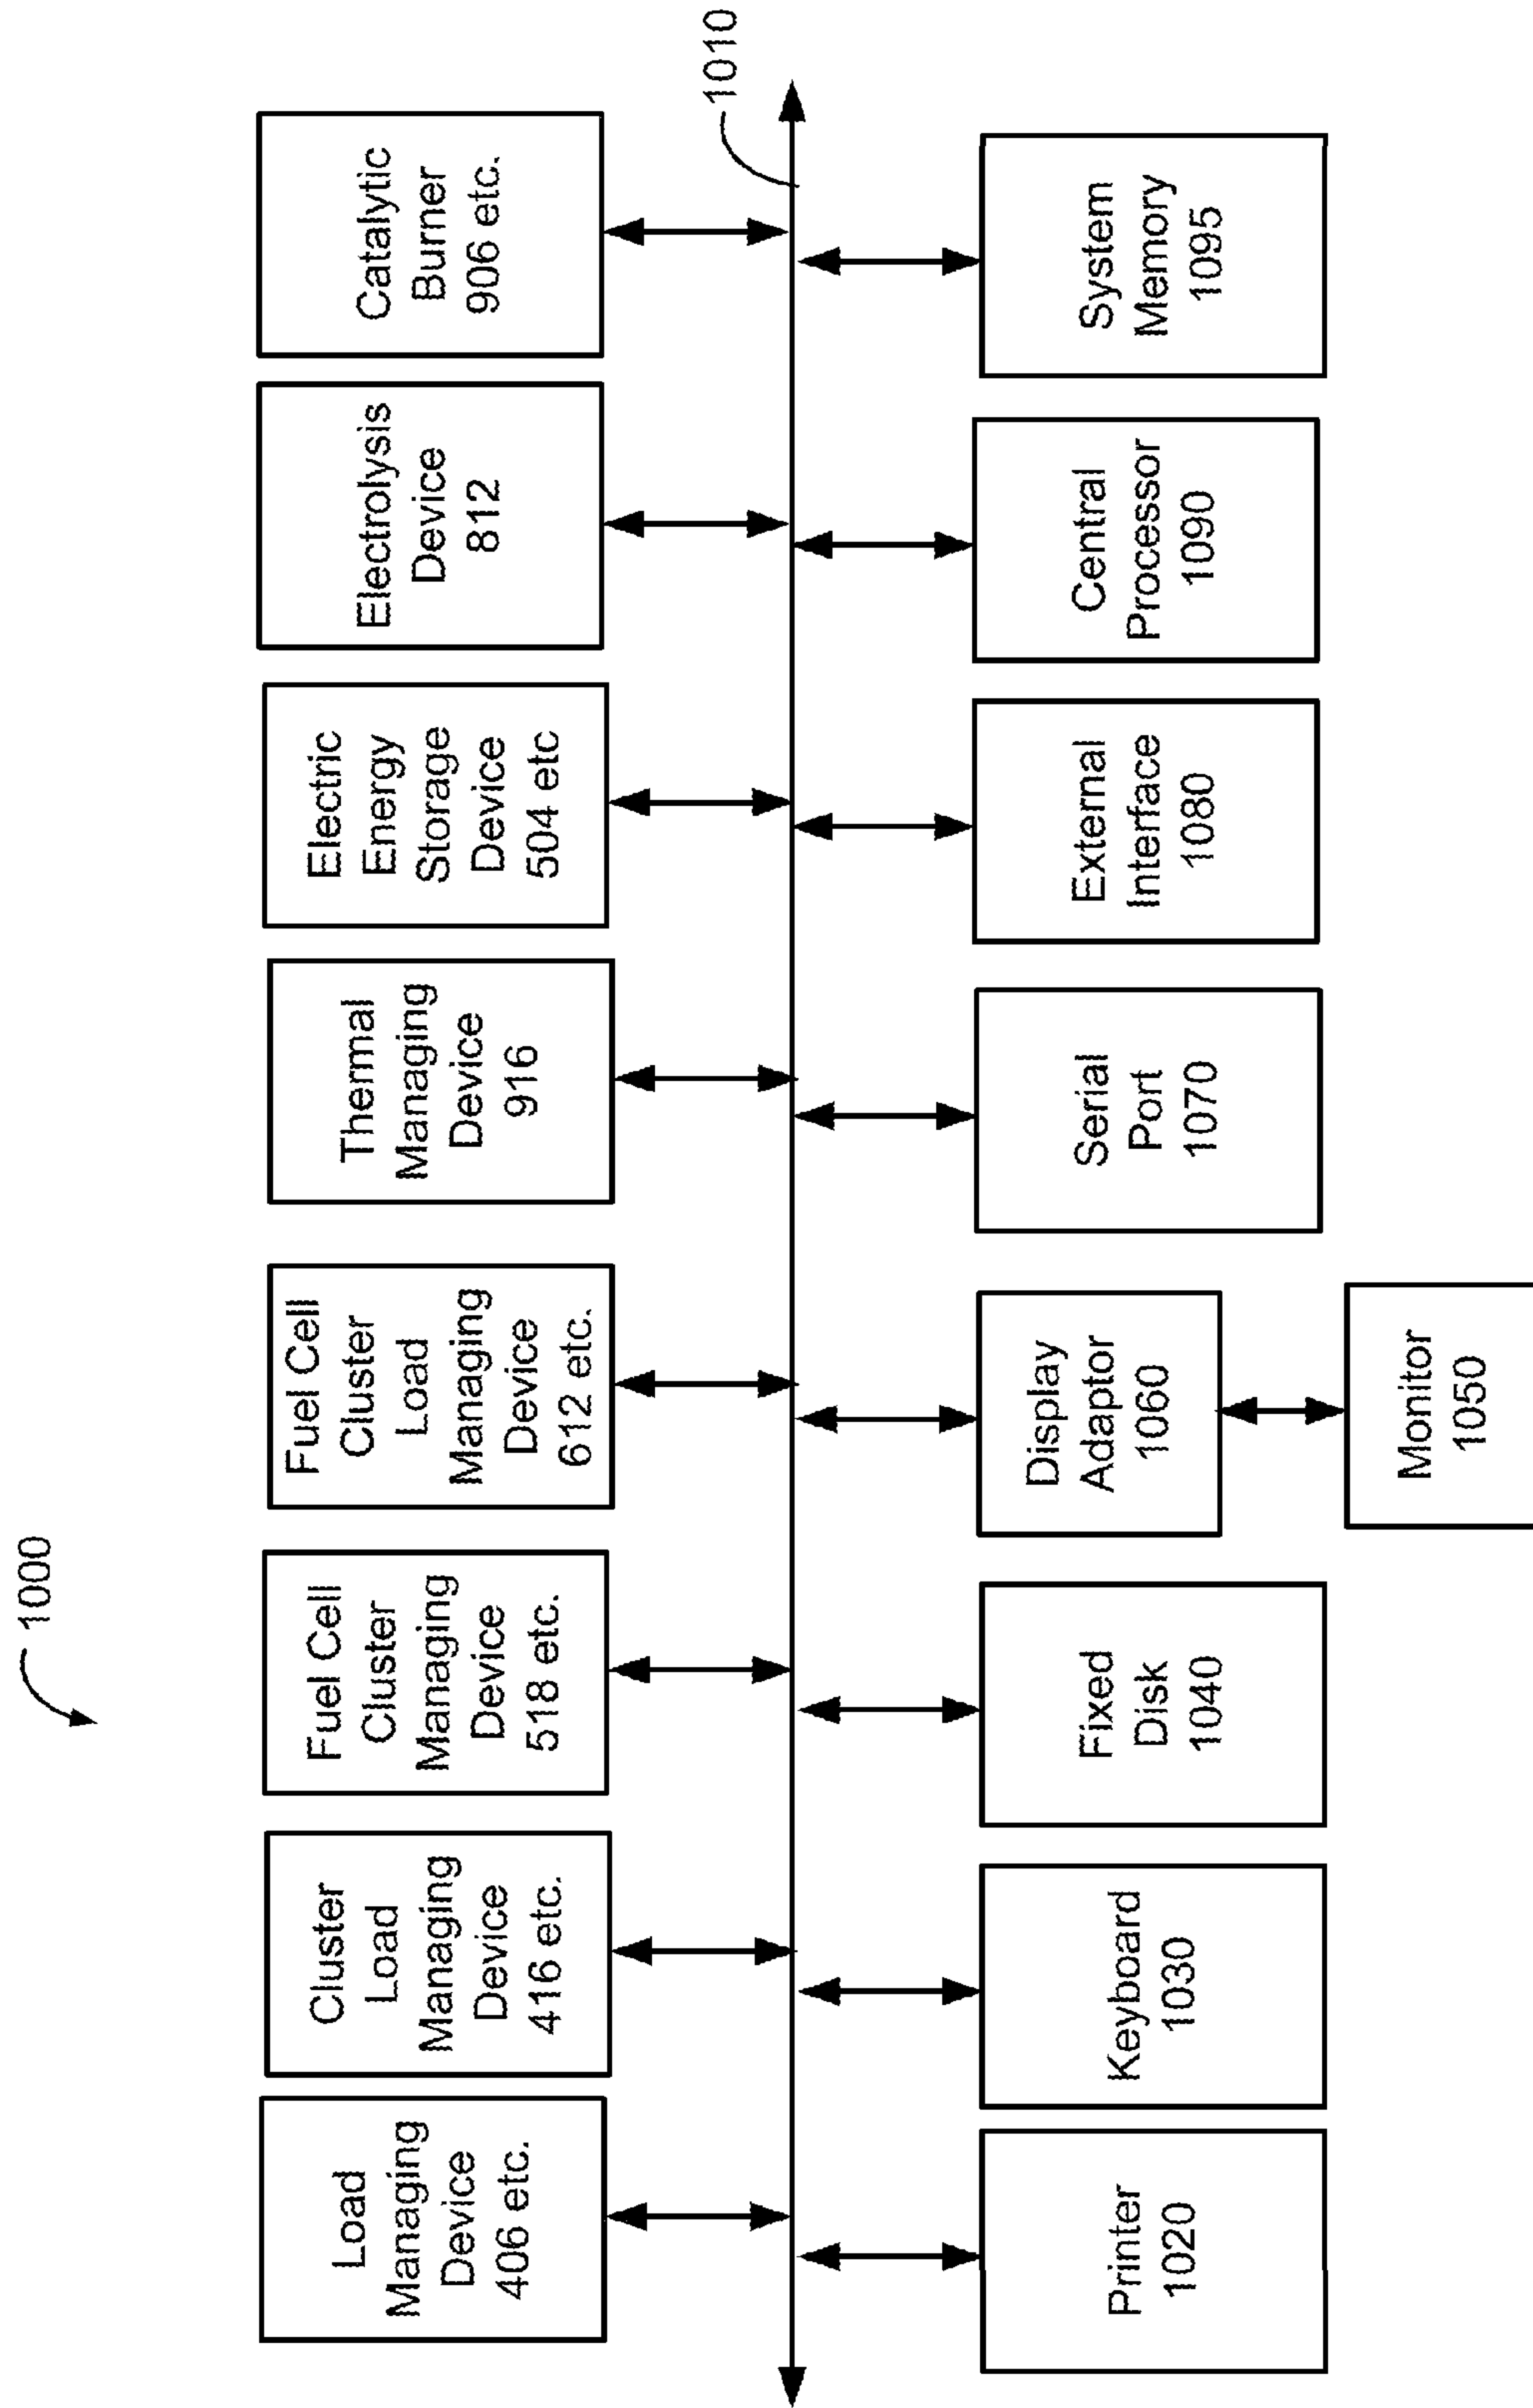 1000
Load
Managing
Device
406 etc.
Cluster
Load
Managing
Device
416 etc.
Fuel Cell
Cluster
Managing
Device
518 etc.
Fuel Cell
Cluster
Load
Managing
Device
612 etc.
Thermal
Managing
Device
916
Electric
Energy
Storage
Device
504 etc
Electrolysis
Device
812
Catalytic
Burner
906 etc.
1010
Printer
1020
Keyboard
1030
Fixed
Disk
1040
Display
Adaptor
1060
Monitor
1050
Serial
Port
1070
External
Interface
1080
Central
Processor
1090
System
Memory
1095